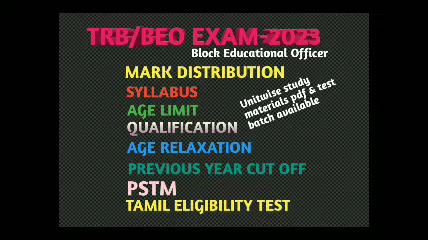 TRB/BEO EXAM-2023
Block Educational Officer
MARK DISTRIBUTION
SYLLABUS
AGE LIMIT
QUALIFICATION
Unitwise study
materials pdf & test
batch available
AGE RELAXATION
PREVIOUS YEAR CUT OFF
PSTM
TAMIL ELIGIBILITY TEST